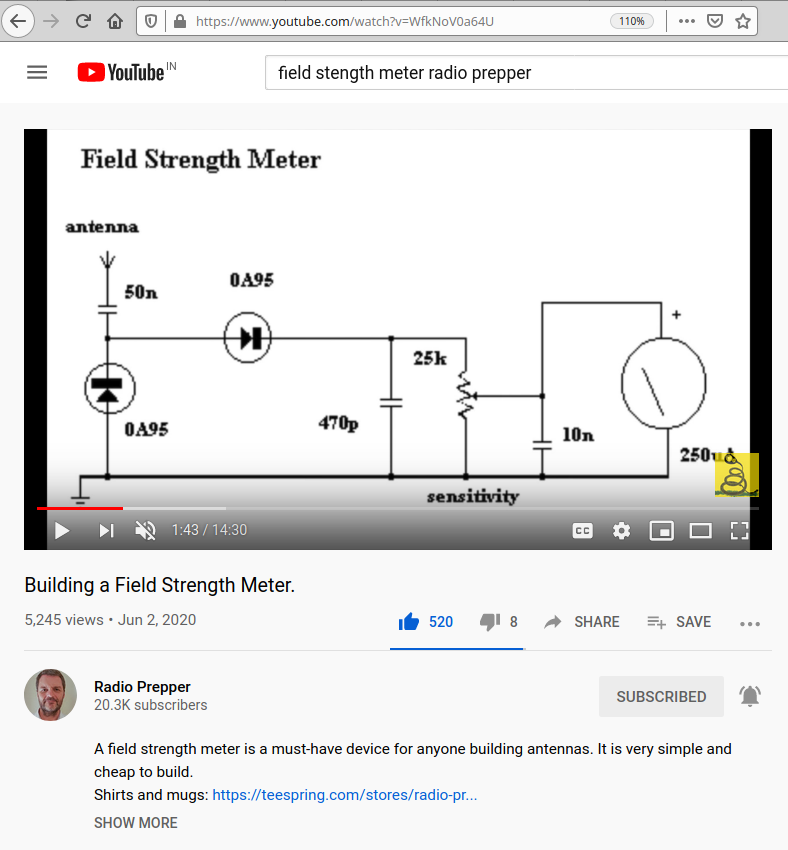 https://www.youtube.com/watch?v=WfkNoV0a64U 110%
YouTube IN
field stength meter radio prepper
Field Strength Meter
antenna
50n
0A95
25k
+
0A95
470p
10n
250u
sensitivity
1:43 / 14:30
CC
Building a Field Strength Meter.
5,245 views • Jun 2, 2020
520 8 SHARE SAVE
Radio Prepper
20.3K subscribers
SUBSCRIBED
A field strength meter is a must-have device for anyone building antennas. It is very simple and
cheap to build.
Shirts and mugs: https://teespring.com/stores/radio-pr...
SHOW MORE